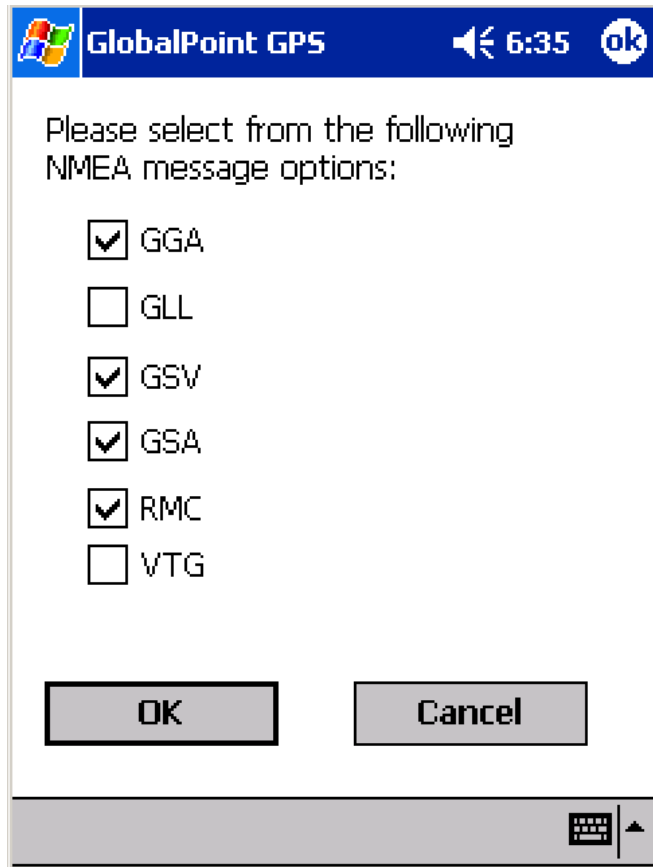 GlobalPoint GPS 6:35 ok
Please select from the following
NMEA message options:
GGA
GLL
GSV
GSA
RMC
VTG
OK Cancel